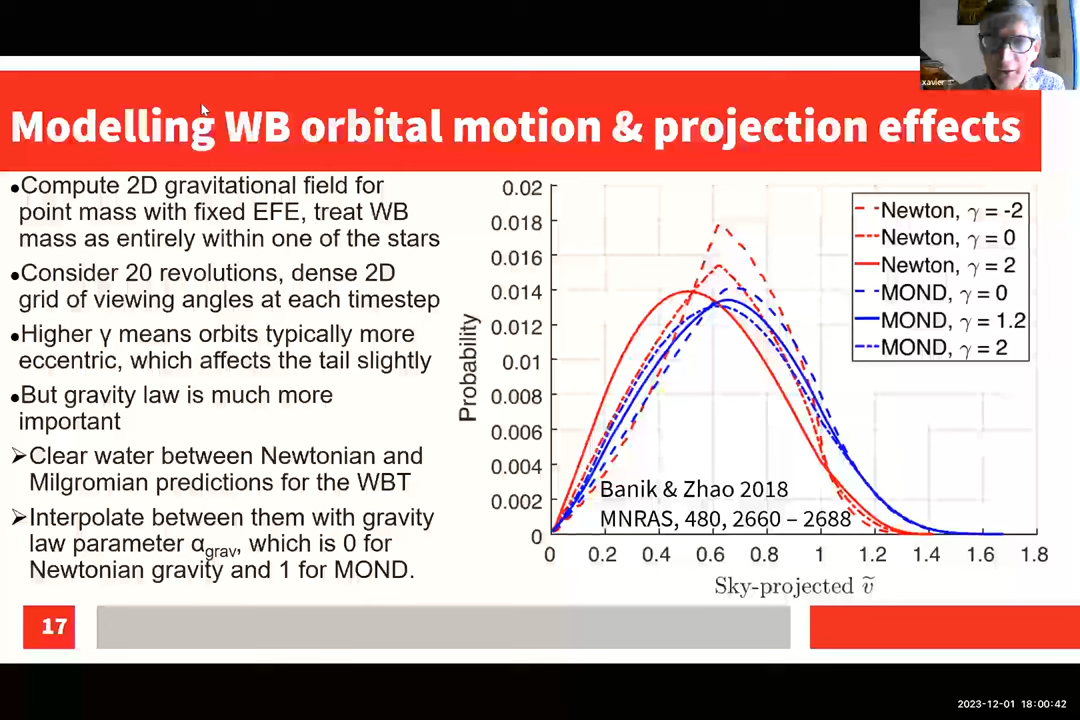 xavier
Modelling WB orbital motion & projection effects
•Compute 2D gravitational field for
point mass with fixed EFE, treat WB
mass as entirely within one of the stars
•Consider 20 revolutions, dense 2D
grid of viewing angles at each timestep
•Higher γ means orbits typically more
eccentric, which affects the tail slightly
•But gravity law is much more
important
➢Clear water between Newtonian and
Milgromian predictions for the WBT
➢Interpolate between them with gravity
law parameter α_grav, which is 0 for
Newtonian gravity and 1 for MOND.
0.02
0.018
0.016
0.014
0.012
0.01
0.008
0.006
0.004
0.002
0
Probability
Newton, γ = -2
Newton, γ = 0
Newton, γ = 2
MOND, γ = 0
MOND, γ = 1.2
MOND, γ = 2
Banik & Zhao 2018
MNRAS, 480, 2660 – 2688
0 0.2 0.4 0.6 0.8 1 1.2 1.4 1.6 1.8
Sky-projected ṽ
17
2023-12-01 18:00:42